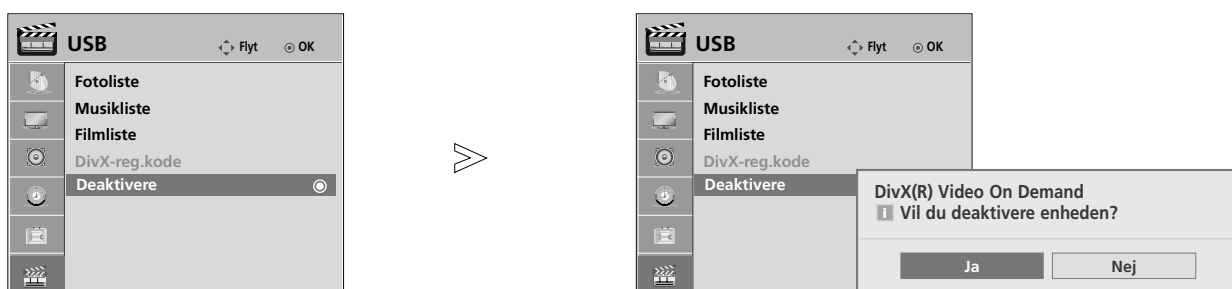 USB Flyt OK
Fotoliste
Musikliste
Filmliste
DivX-reg.kode
Deaktivere
USB Flyt OK
Fotoliste
Musikliste
Filmliste
DivX-reg.kode
Deaktivere
DivX(R) Video On Demand
i Vil du deaktivere enheden?
Ja Nej